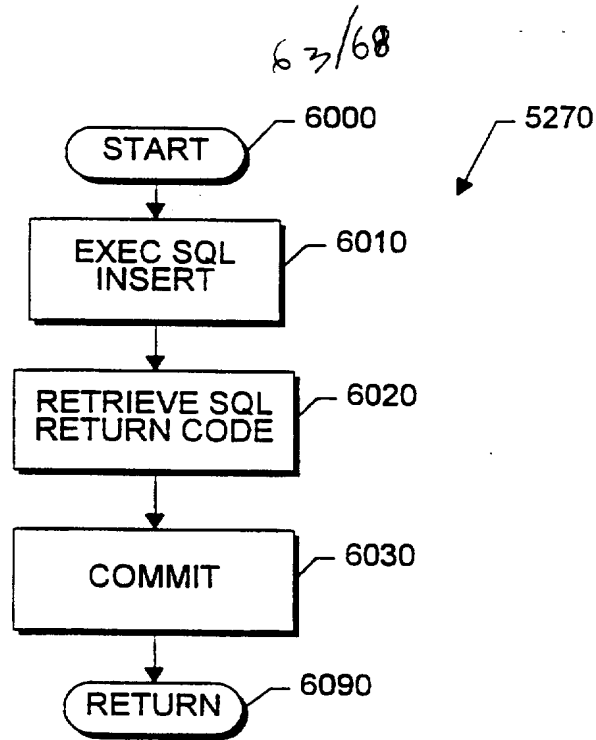 63/68
6000
5270
START
EXEC SQL
INSERT
6010
RETRIEVE SQL
RETURN CODE
6020
COMMIT
6030
RETURN
6090